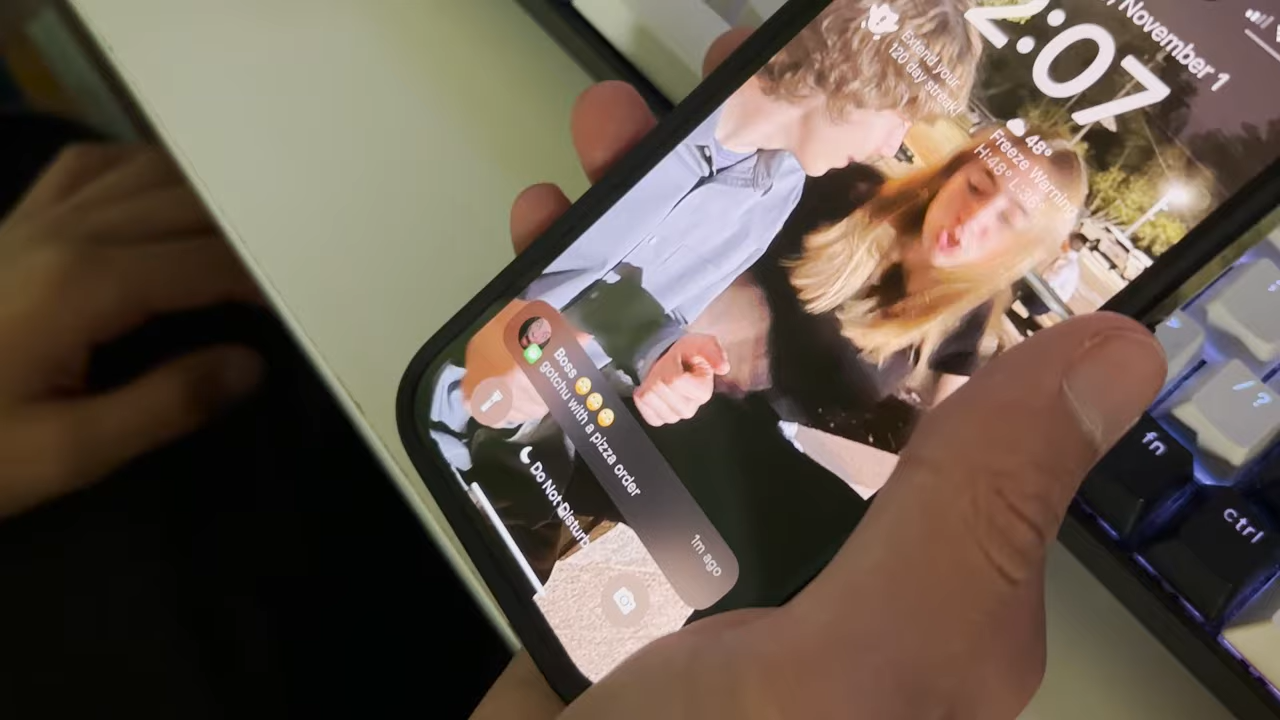 November 1
2:07
Extend your
120 day streak!
48°
Freeze Warning
H:48° L:36°
Boss 🥺🥺🥺
gotchu with a pizza order
1m ago
Do Not Disturb
/ ?
fn
ctrl